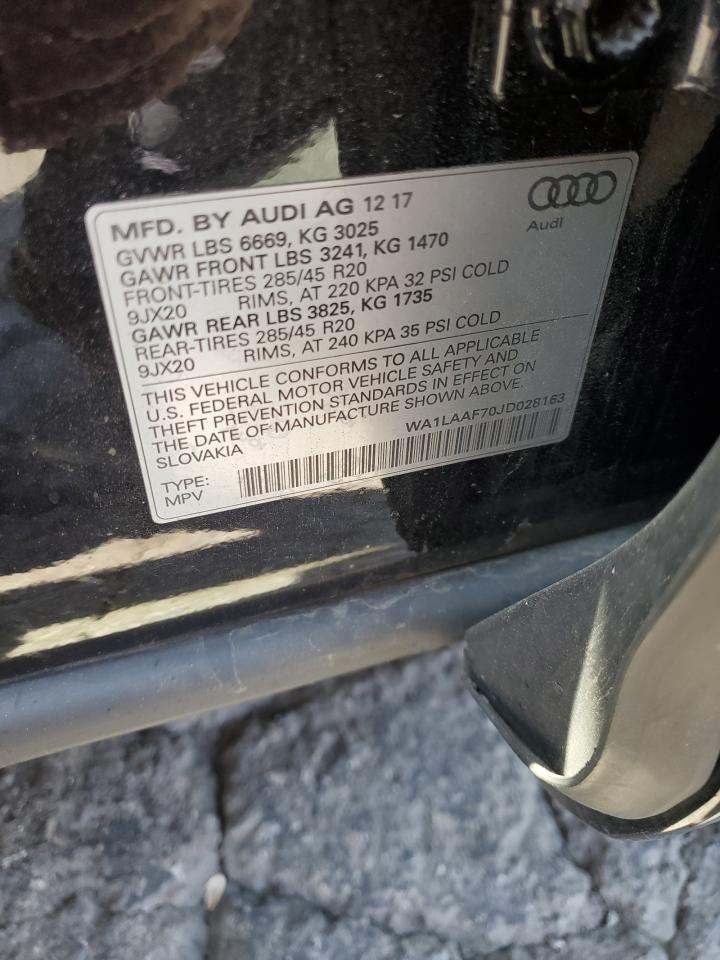 MFD. BY AUDI AG 12 17
Audi
GVWR LBS 6669, KG 3025
GAWR FRONT LBS 3241, KG 1470
FRONT-TIRES 285/45 R20
9JX20 RIMS, AT 220 KPA 32 PSI COLD
GAWR REAR LBS 3825, KG 1735
REAR-TIRES 285/45 R20
9JX20 RIMS, AT 240 KPA 35 PSI COLD
THIS VEHICLE CONFORMS TO ALL APPLICABLE
U.S. FEDERAL MOTOR VEHICLE SAFETY AND
THEFT PREVENTION STANDARDS IN EFFECT ON
THE DATE OF MANUFACTURE SHOWN ABOVE.
SLOVAKIA WA1LAAF70JD028163
TYPE:
MPV